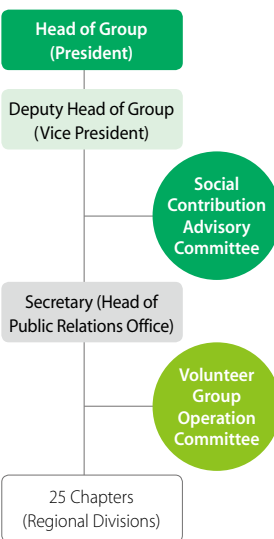 Head of Group
(President)
Deputy Head of Group
(Vice President)
Social
Contribution
Advisory
Committee
Secretary (Head of
Public Relations Office)
Volunteer
Group
Operation
Committee
25 Chapters
(Regional Divisions)